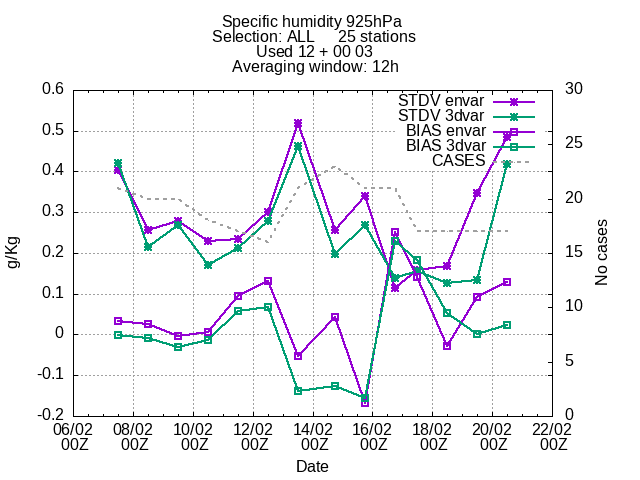 Specific humidity 925hPa
Selection: ALL 25 stations
Used 12 + 00 03
Averaging window: 12h
STDV envar
STDV 3dvar
BIAS envar
BIAS 3dvar
CASES
0.6
0.5
0.4
0.3
0.2
0.1
0
-0.1
-0.2
g/Kg
30
25
20
15
10
5
0
No cases
06/02 08/02 10/02 12/02 14/02 16/02 18/02 20/02 22/02
00Z 00Z 00Z 00Z 00Z 00Z 00Z 00Z 00Z
Date